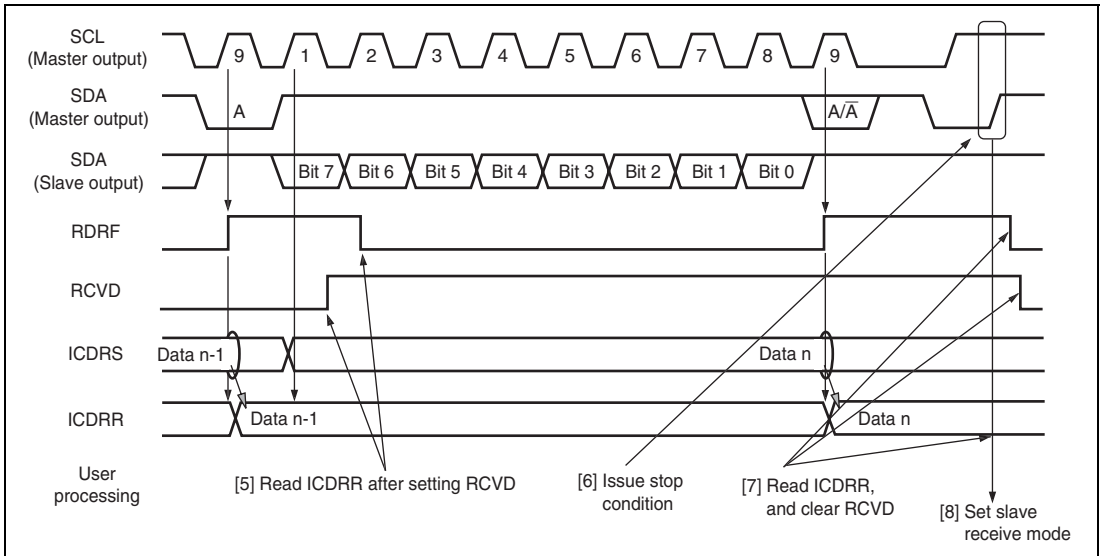 SCL
(Master output)
9 1 2 3 4 5 6 7 8 9
SDA
(Master output)
A A/A̅
SDA
(Slave output)
Bit 7 Bit 6 Bit 5 Bit 4 Bit 3 Bit 2 Bit 1 Bit 0
RDRF
RCVD
ICDRS
Data n-1 Data n
ICDRR
Data n-1 Data n
User
processing
[5] Read ICDRR after setting RCVD
[6] Issue stop
condition
[7] Read ICDRR,
and clear RCVD
[8] Set slave
receive mode